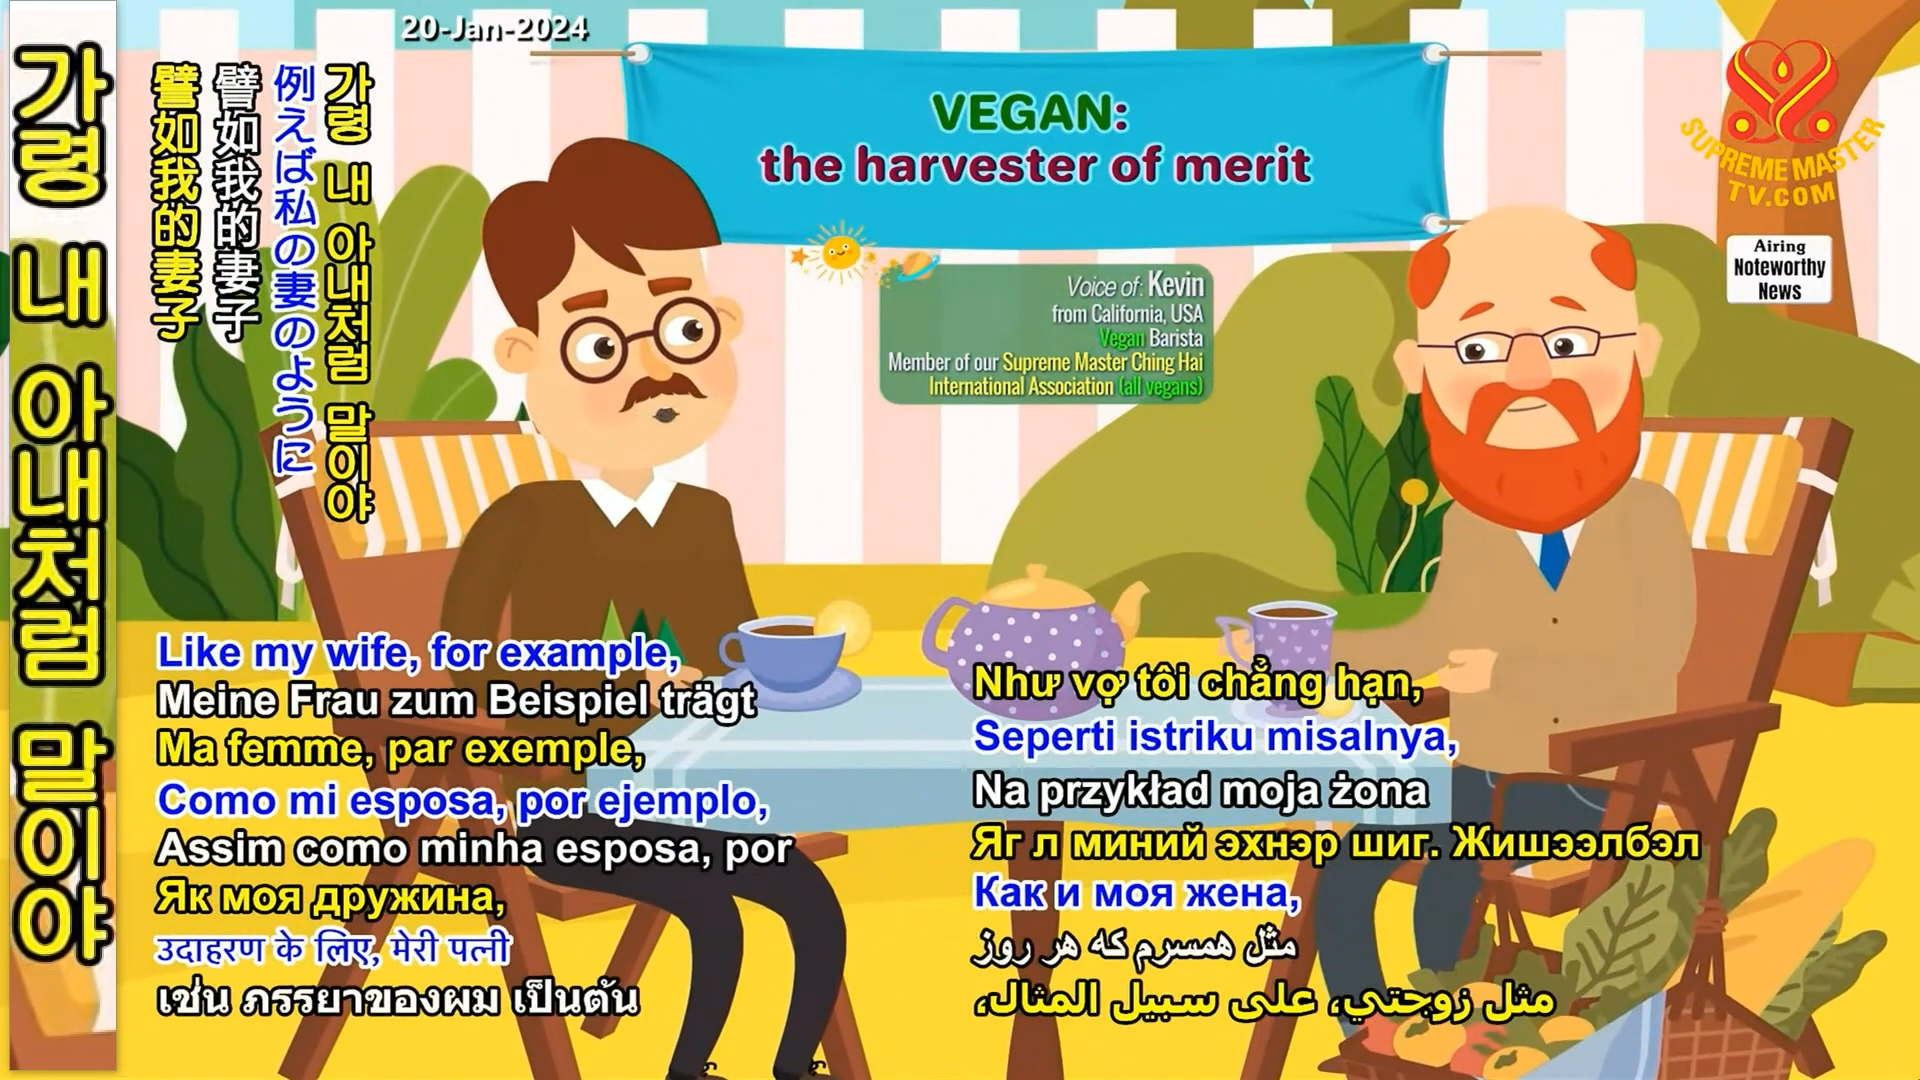 20-Jan-2024
가령 내 아내처럼 말이야
가령 내 아내처럼 말이야
例えば私の妻のように
譬如我的妻子
譬如我的妻子
VEGAN:
the harvester of merit
Voice of: Kevin
from California, USA
Vegan Barista
Member of our Supreme Master Ching Hai
International Association (all vegans)
SUPREME MASTER
TV.COM
Airing
Noteworthy
News
Like my wife, for example,
Meine Frau zum Beispiel trägt
Ma femme, par exemple,
Como mi esposa, por ejemplo,
Assim como minha esposa, por
Як моя дружина,
उदाहरण के लिए, मेरी पत्नी
เช่น ภรรยาของผม เป็นต้น
Như vợ tôi chẳng hạn,
Seperti istriku misalnya,
Na przykład moja żona
Яг л миний эхнэр шиг. Жишээлбэл
Как и моя жена,
مثل همسرم که هر روز
مثل زوجتي، على سبيل المثال،